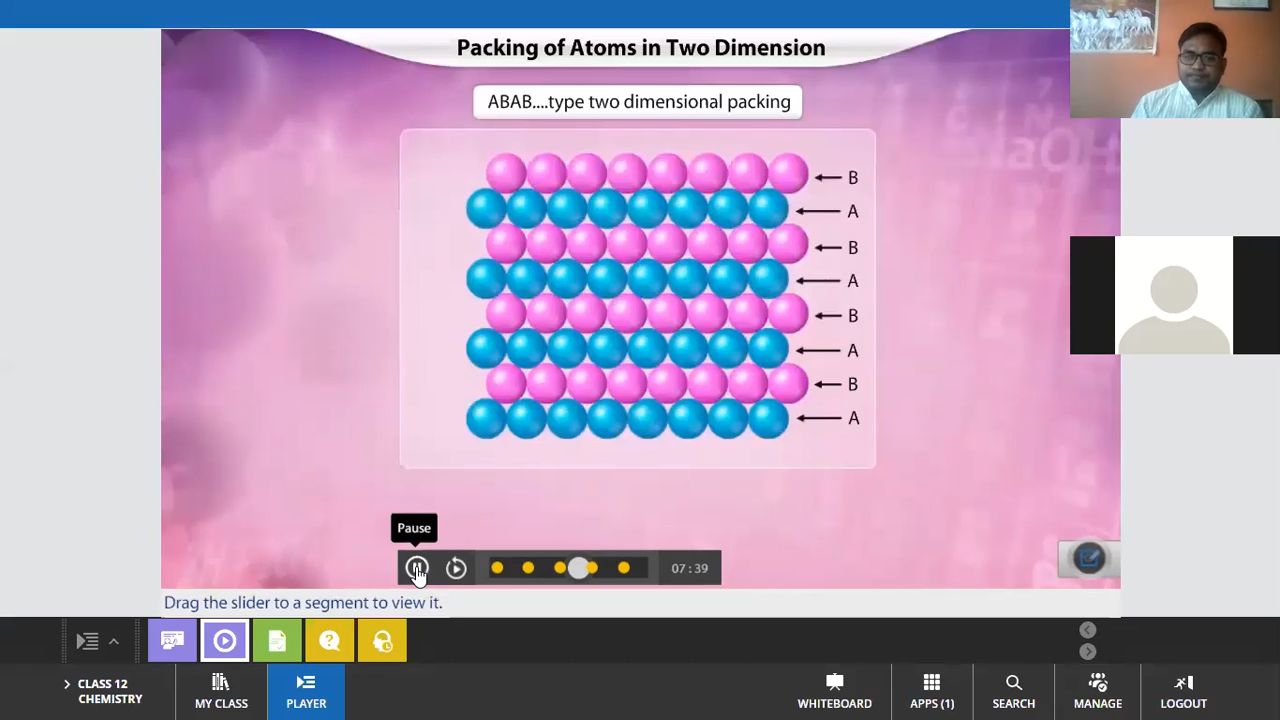 Packing of Atoms in Two Dimension
ABAB....type two dimensional packing
B
A
B
A
B
A
B
A
Pause
07 : 39
Drag the slider to a segment to view it.
CLASS 12
CHEMISTRY
MY CLASS
PLAYER
WHITEBOARD
APPS (1)
SEARCH
MANAGE
LOGOUT